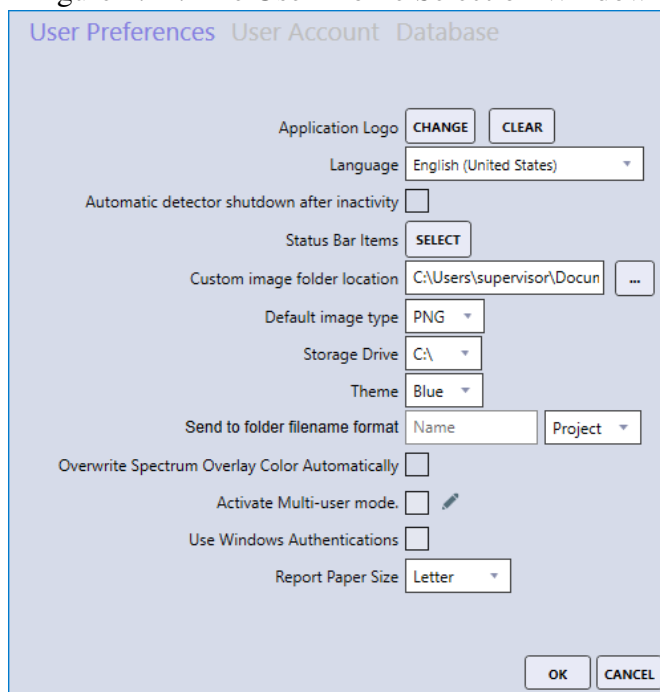 User Preferences User Account Database
Application Logo CHANGE CLEAR
Language English (United States)
Automatic detector shutdown after inactivity
Status Bar Items SELECT
Custom image folder location C:\Users\supervisor\Docun ...
Default image type PNG
Storage Drive C:\
Theme Blue
Send to folder filename format Name Project
Overwrite Spectrum Overlay Color Automatically
Activate Multi-user mode.
Use Windows Authentications
Report Paper Size Letter
OK CANCEL